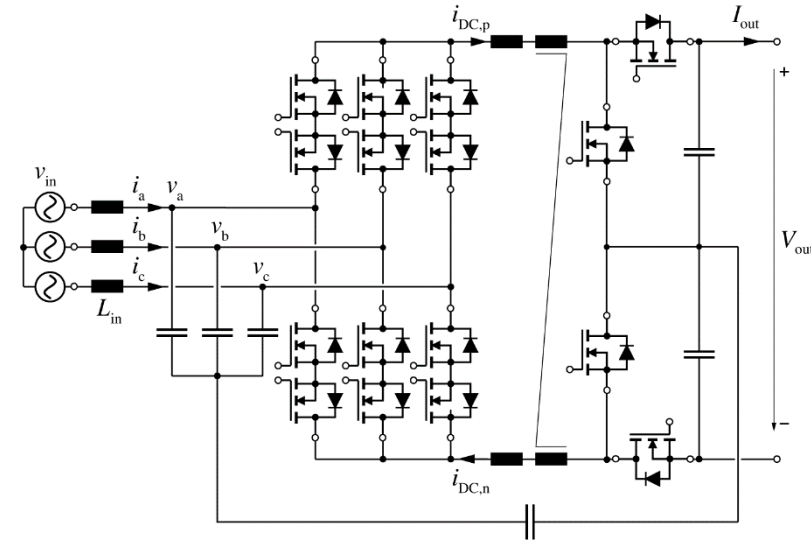 i_DC,p
I_out
+
v_in
i_a
v_a
i_b
v_b
V_out
i_c
v_c
L_in
−
i_DC,n